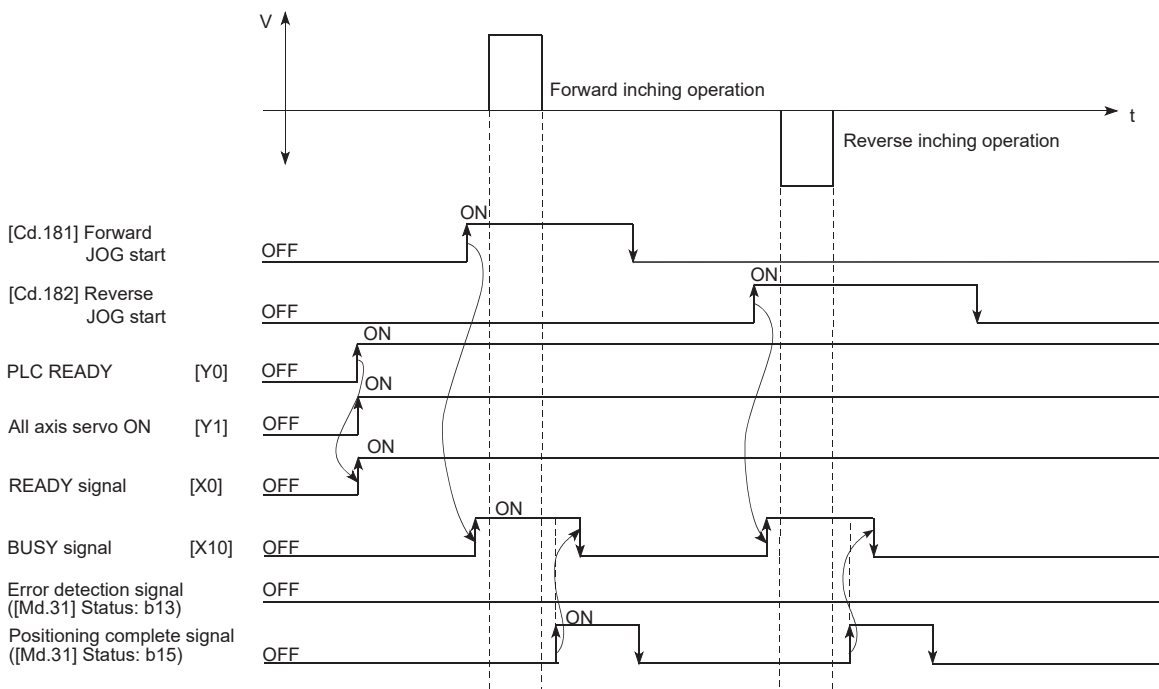 V
Forward inching operation
t
Reverse inching operation
[Cd.181] Forward
JOG start
OFF
ON
[Cd.182] Reverse
JOG start
OFF
ON
PLC READY [Y0] OFF
ON
All axis servo ON [Y1] OFF
ON
READY signal [X0] OFF
ON
BUSY signal [X10] OFF
ON
Error detection signal
([Md.31] Status: b13)
OFF
Positioning complete signal
([Md.31] Status: b15)
OFF
ON